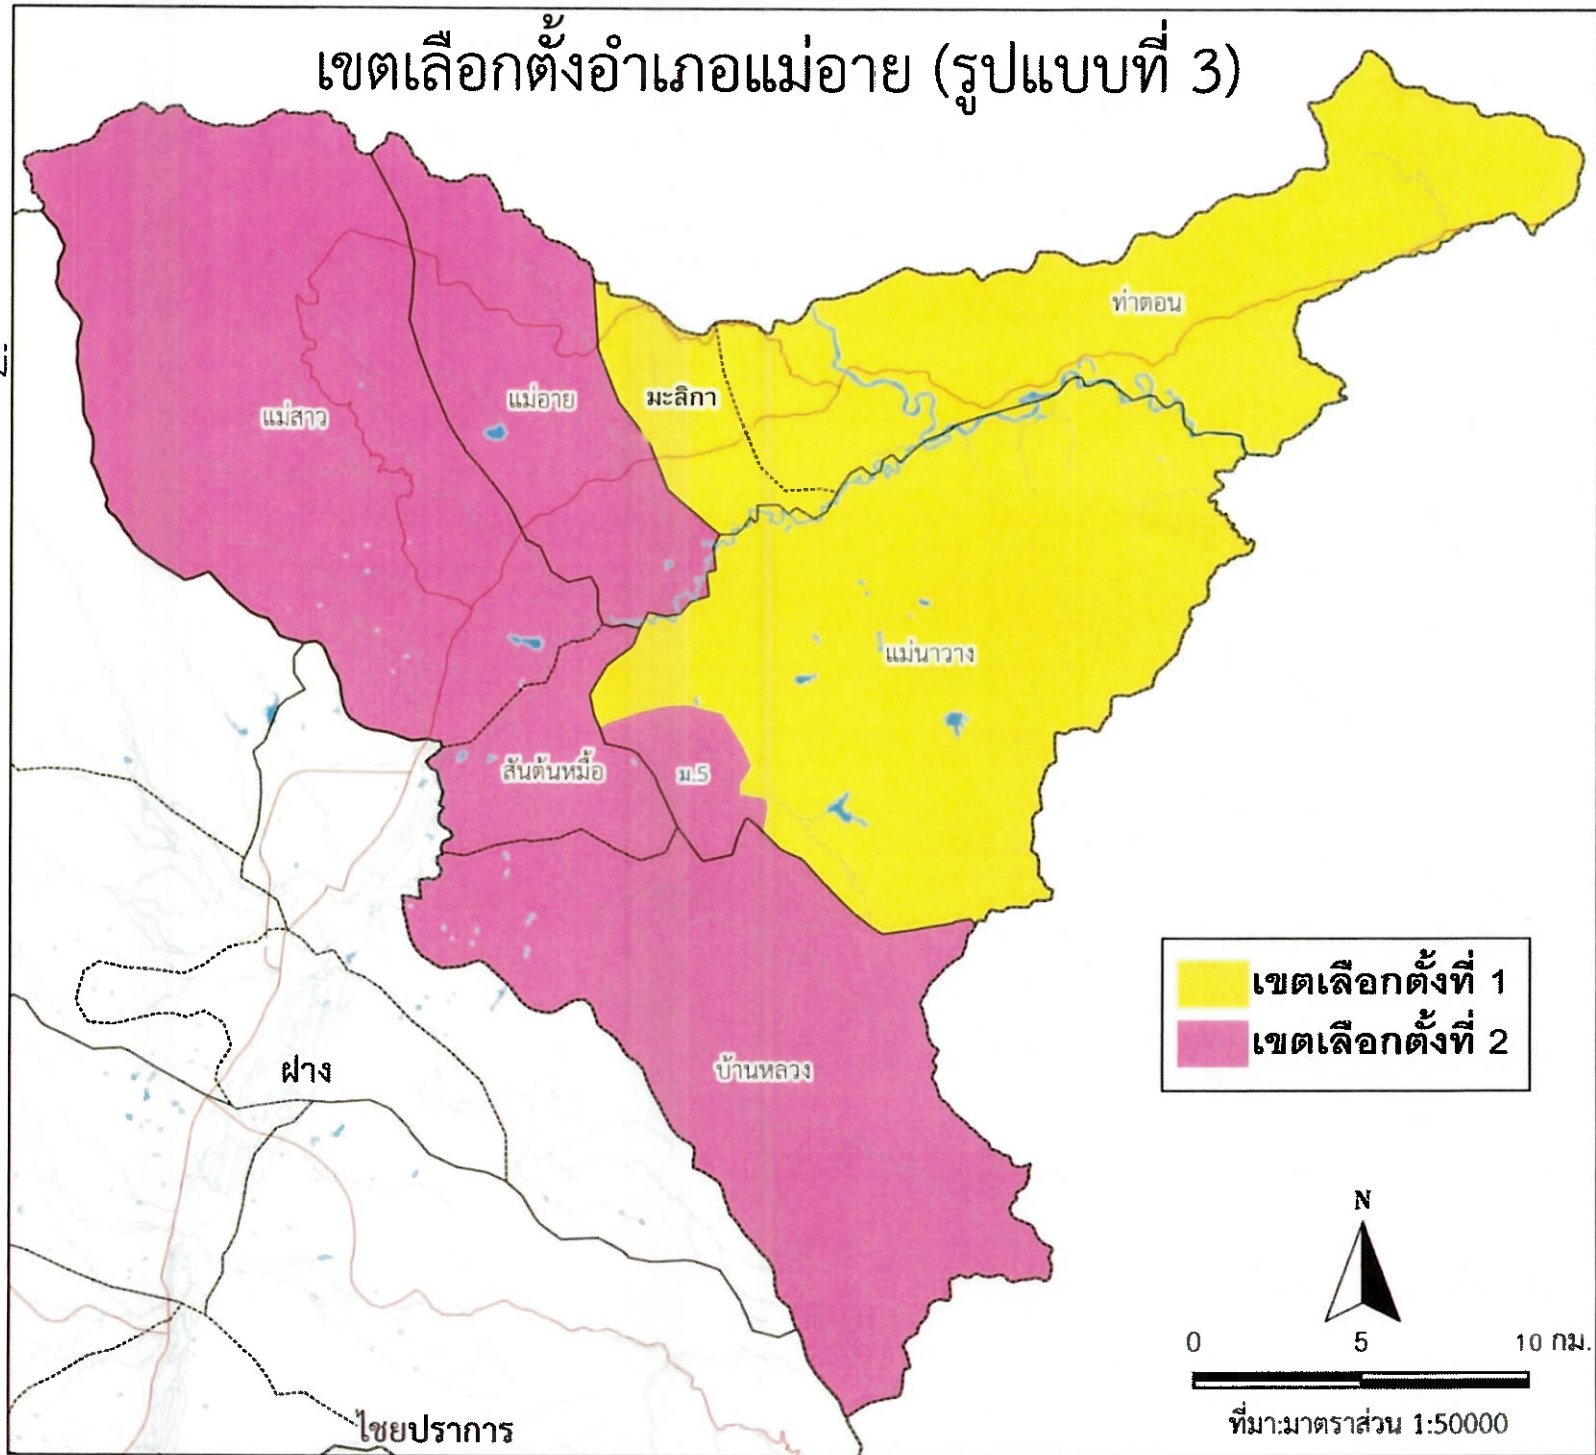 เขตเลือกตั้งอำเภอแม่อาย (รูปแบบที่ 3)
ท่าตอน
แม่สาว
แม่อาย
มะลิกา
แม่นาวาง
สันต้นหมื้อ
ม.5
เขตเลือกตั้งที่ 1
เขตเลือกตั้งที่ 2
ฝาง
บ้านหลวง
N
0 5 10 กม.
ที่มา:มาตราส่วน 1:50000
ไชยปราการ